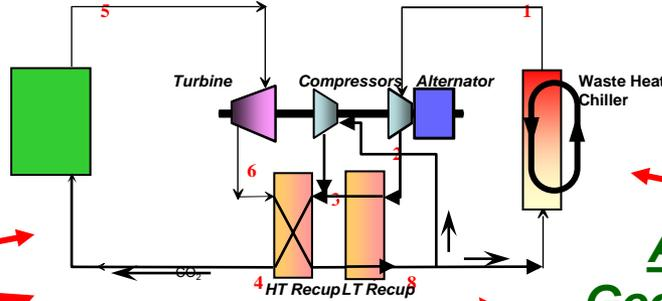 5
1
Turbine
Compressors
Alternator
Waste Heat
Chiller
2
6
3
CO2
4
HT Recup
LT Recup
8